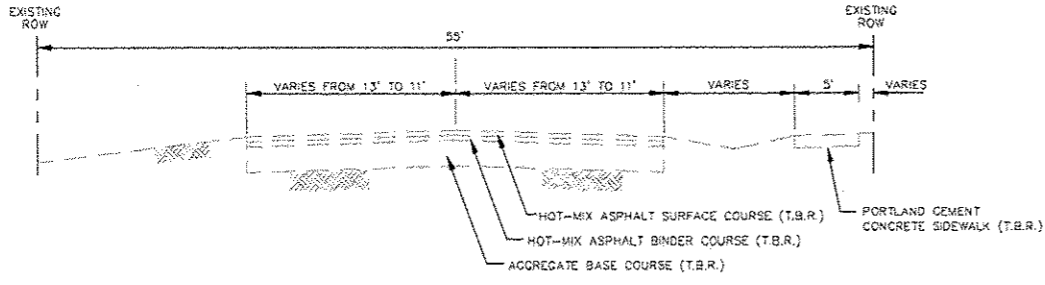 EXISTING
ROW
EXISTING
ROW
55'
VARIES FROM 13' TO 11'
VARIES FROM 13' TO 11'
VARIES
5'
VARIES
HOT-MIX ASPHALT SURFACE COURSE (T.B.R.)
HOT-MIX ASPHALT BINDER COURSE (T.B.R.)
AGGREGATE BASE COURSE (T.B.R.)
PORTLAND CEMENT
CONCRETE SIDEWALK (T.B.R.)